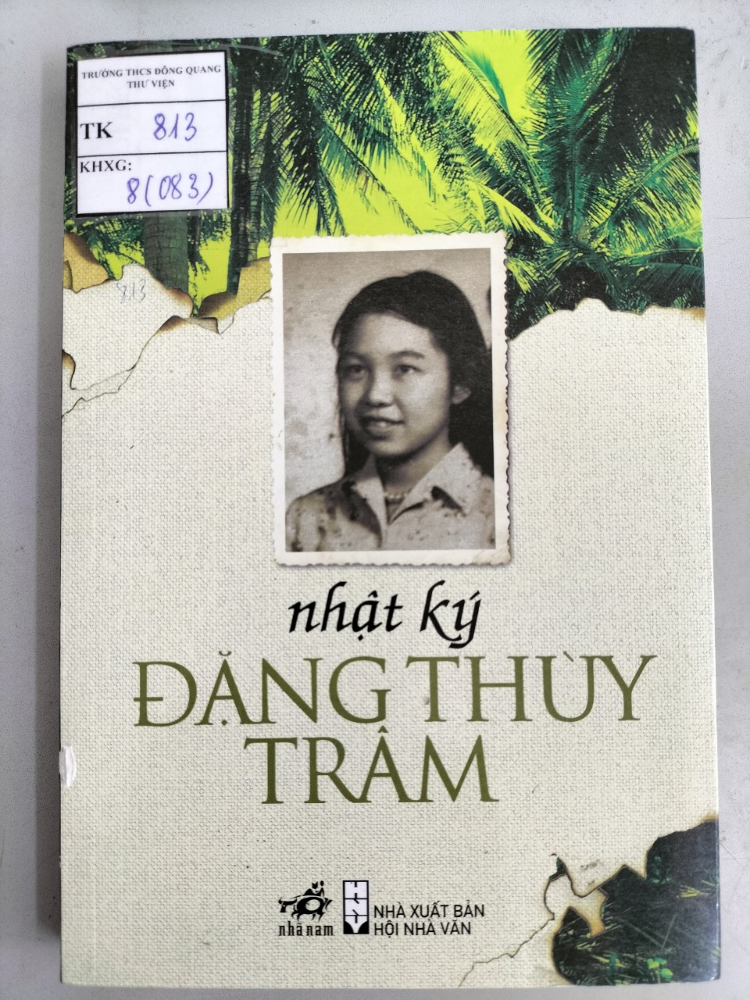 TRƯỜNG THCS ĐÔNG QUANG
THƯ VIỆN
TK 813
KHXG:
8(083)
813
nhật ký
ĐẶNG THÙY
TRÂM
nhã nam
NHÀ XUẤT BẢN
HỘI NHÀ VĂN